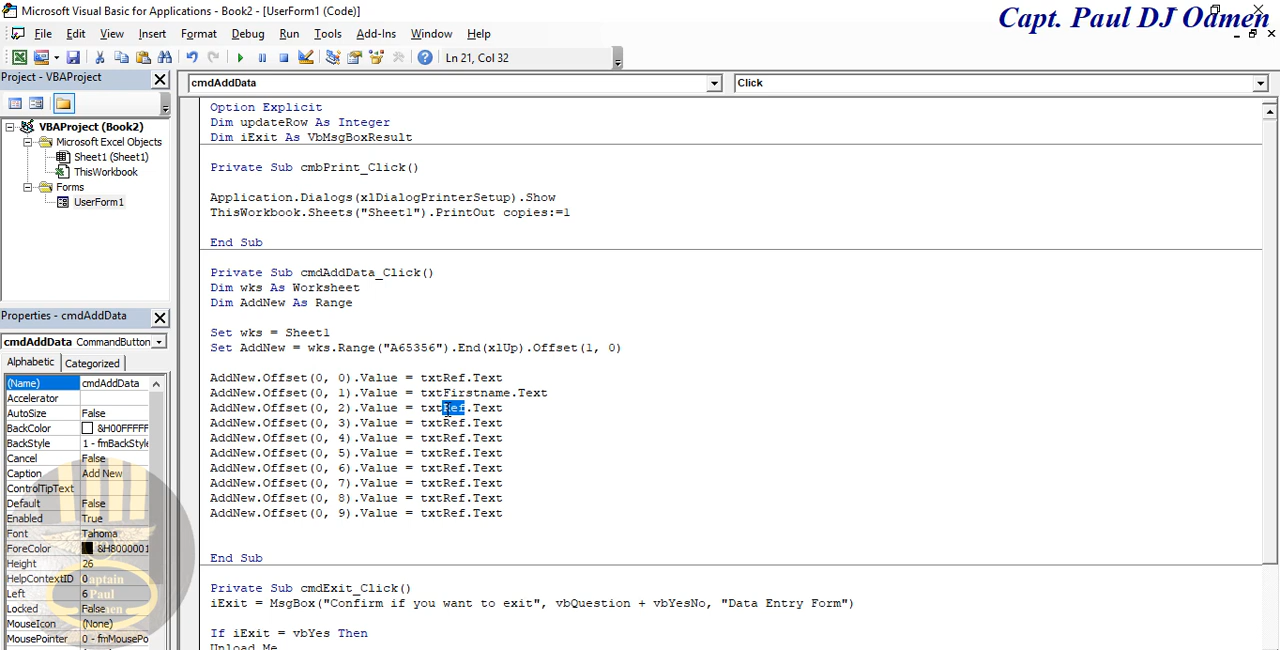 Microsoft Visual Basic for Applications - Book2 - [UserForm1 (Code)]
Capt. Paul DJ Oamen
File Edit View Insert Format Debug Run Tools Add-Ins Window Help
Ln 21, Col 32
Project - VBAProject
cmdAddData Click
VBAProject (Book2)
Microsoft Excel Objects
Sheet1 (Sheet1)
ThisWorkbook
Forms
UserForm1
Option Explicit
Dim updateRow As Integer
Dim iExit As VbMsgBoxResult
Private Sub cmbPrint_Click()
Application.Dialogs(xlDialogPrinterSetup).Show
ThisWorkbook.Sheets("Sheet1").PrintOut copies:=1
End Sub
Private Sub cmdAddData_Click()
Dim wks As Worksheet
Dim AddNew As Range
Set wks = Sheet1
Set AddNew = wks.Range("A65356").End(xlUp).Offset(1, 0)
AddNew.Offset(0, 0).Value = txtRef.Text
AddNew.Offset(0, 1).Value = txtFirstname.Text
AddNew.Offset(0, 2).Value = txtRef.Text
AddNew.Offset(0, 3).Value = txtRef.Text
AddNew.Offset(0, 4).Value = txtRef.Text
AddNew.Offset(0, 5).Value = txtRef.Text
AddNew.Offset(0, 6).Value = txtRef.Text
AddNew.Offset(0, 7).Value = txtRef.Text
AddNew.Offset(0, 8).Value = txtRef.Text
AddNew.Offset(0, 9).Value = txtRef.Text
End Sub
Private Sub cmdExit_Click()
iExit = MsgBox("Confirm if you want to exit", vbQuestion + vbYesNo, "Data Entry Form")
If iExit = vbYes Then
Unload Me
Properties - cmdAddData
cmdAddData CommandButton
Alphabetic Categorized
(Name) cmdAddData
Accelerator
AutoSize False
BackColor &H00FFFFF
BackStyle 1 - fmBackStyle
Cancel False
Caption Add New
ControlTipText
Default False
Enabled True
Font Tahoma
ForeColor &H8000001
Height 26
HelpContextID 0
Left 6
Locked False
MouseIcon (None)
MousePointer 0 - fmMousePo
Captain
Paul